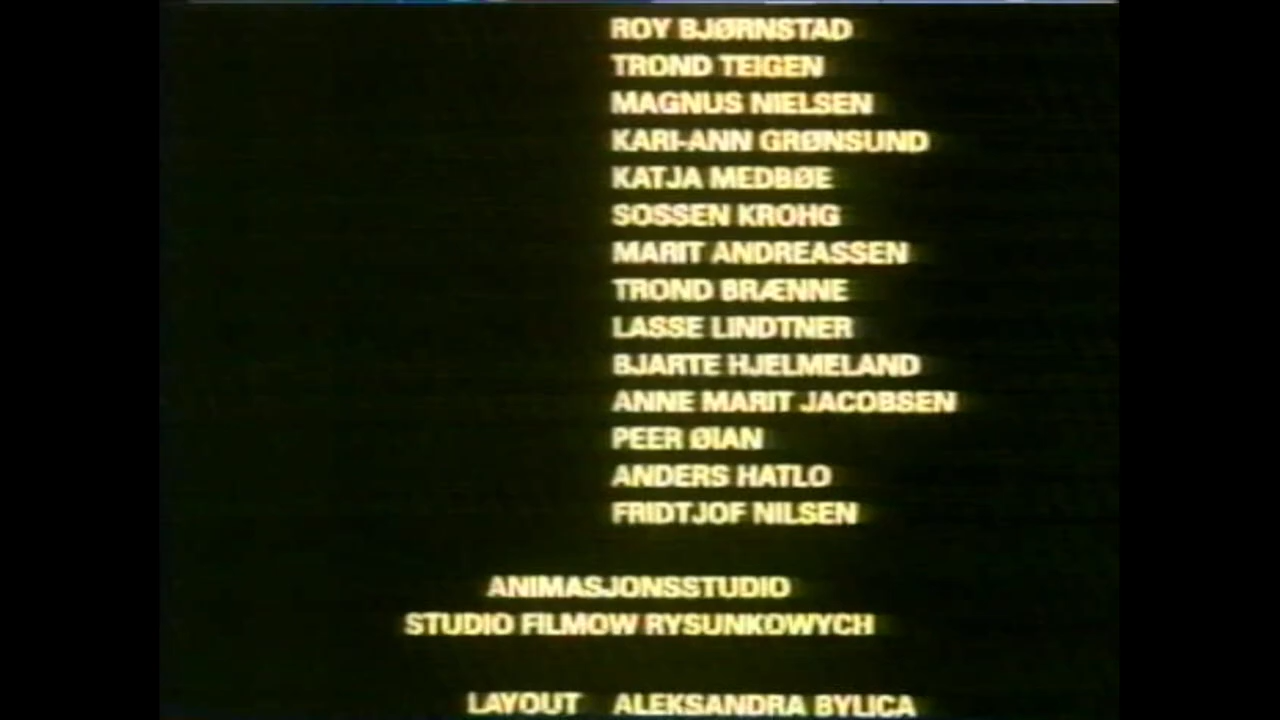 ROY BJØRNSTAD
TROND TEIGEN
MAGNUS NIELSEN
KARI-ANN GRØNSUND
KATJA MEDBØE
SOSSEN KROHG
MARIT ANDREASSEN
TROND BRÆNNE
LASSE LINDTNER
BJARTE HJELMELAND
ANNE MARIT JACOBSEN
PEER ØIAN
ANDERS HATLO
FRIDTJOF NILSEN
ANIMASJONSSTUDIO
STUDIO FILMOW RYSUNKOWYCH
LAYOUT ALEKSANDRA BYLICA